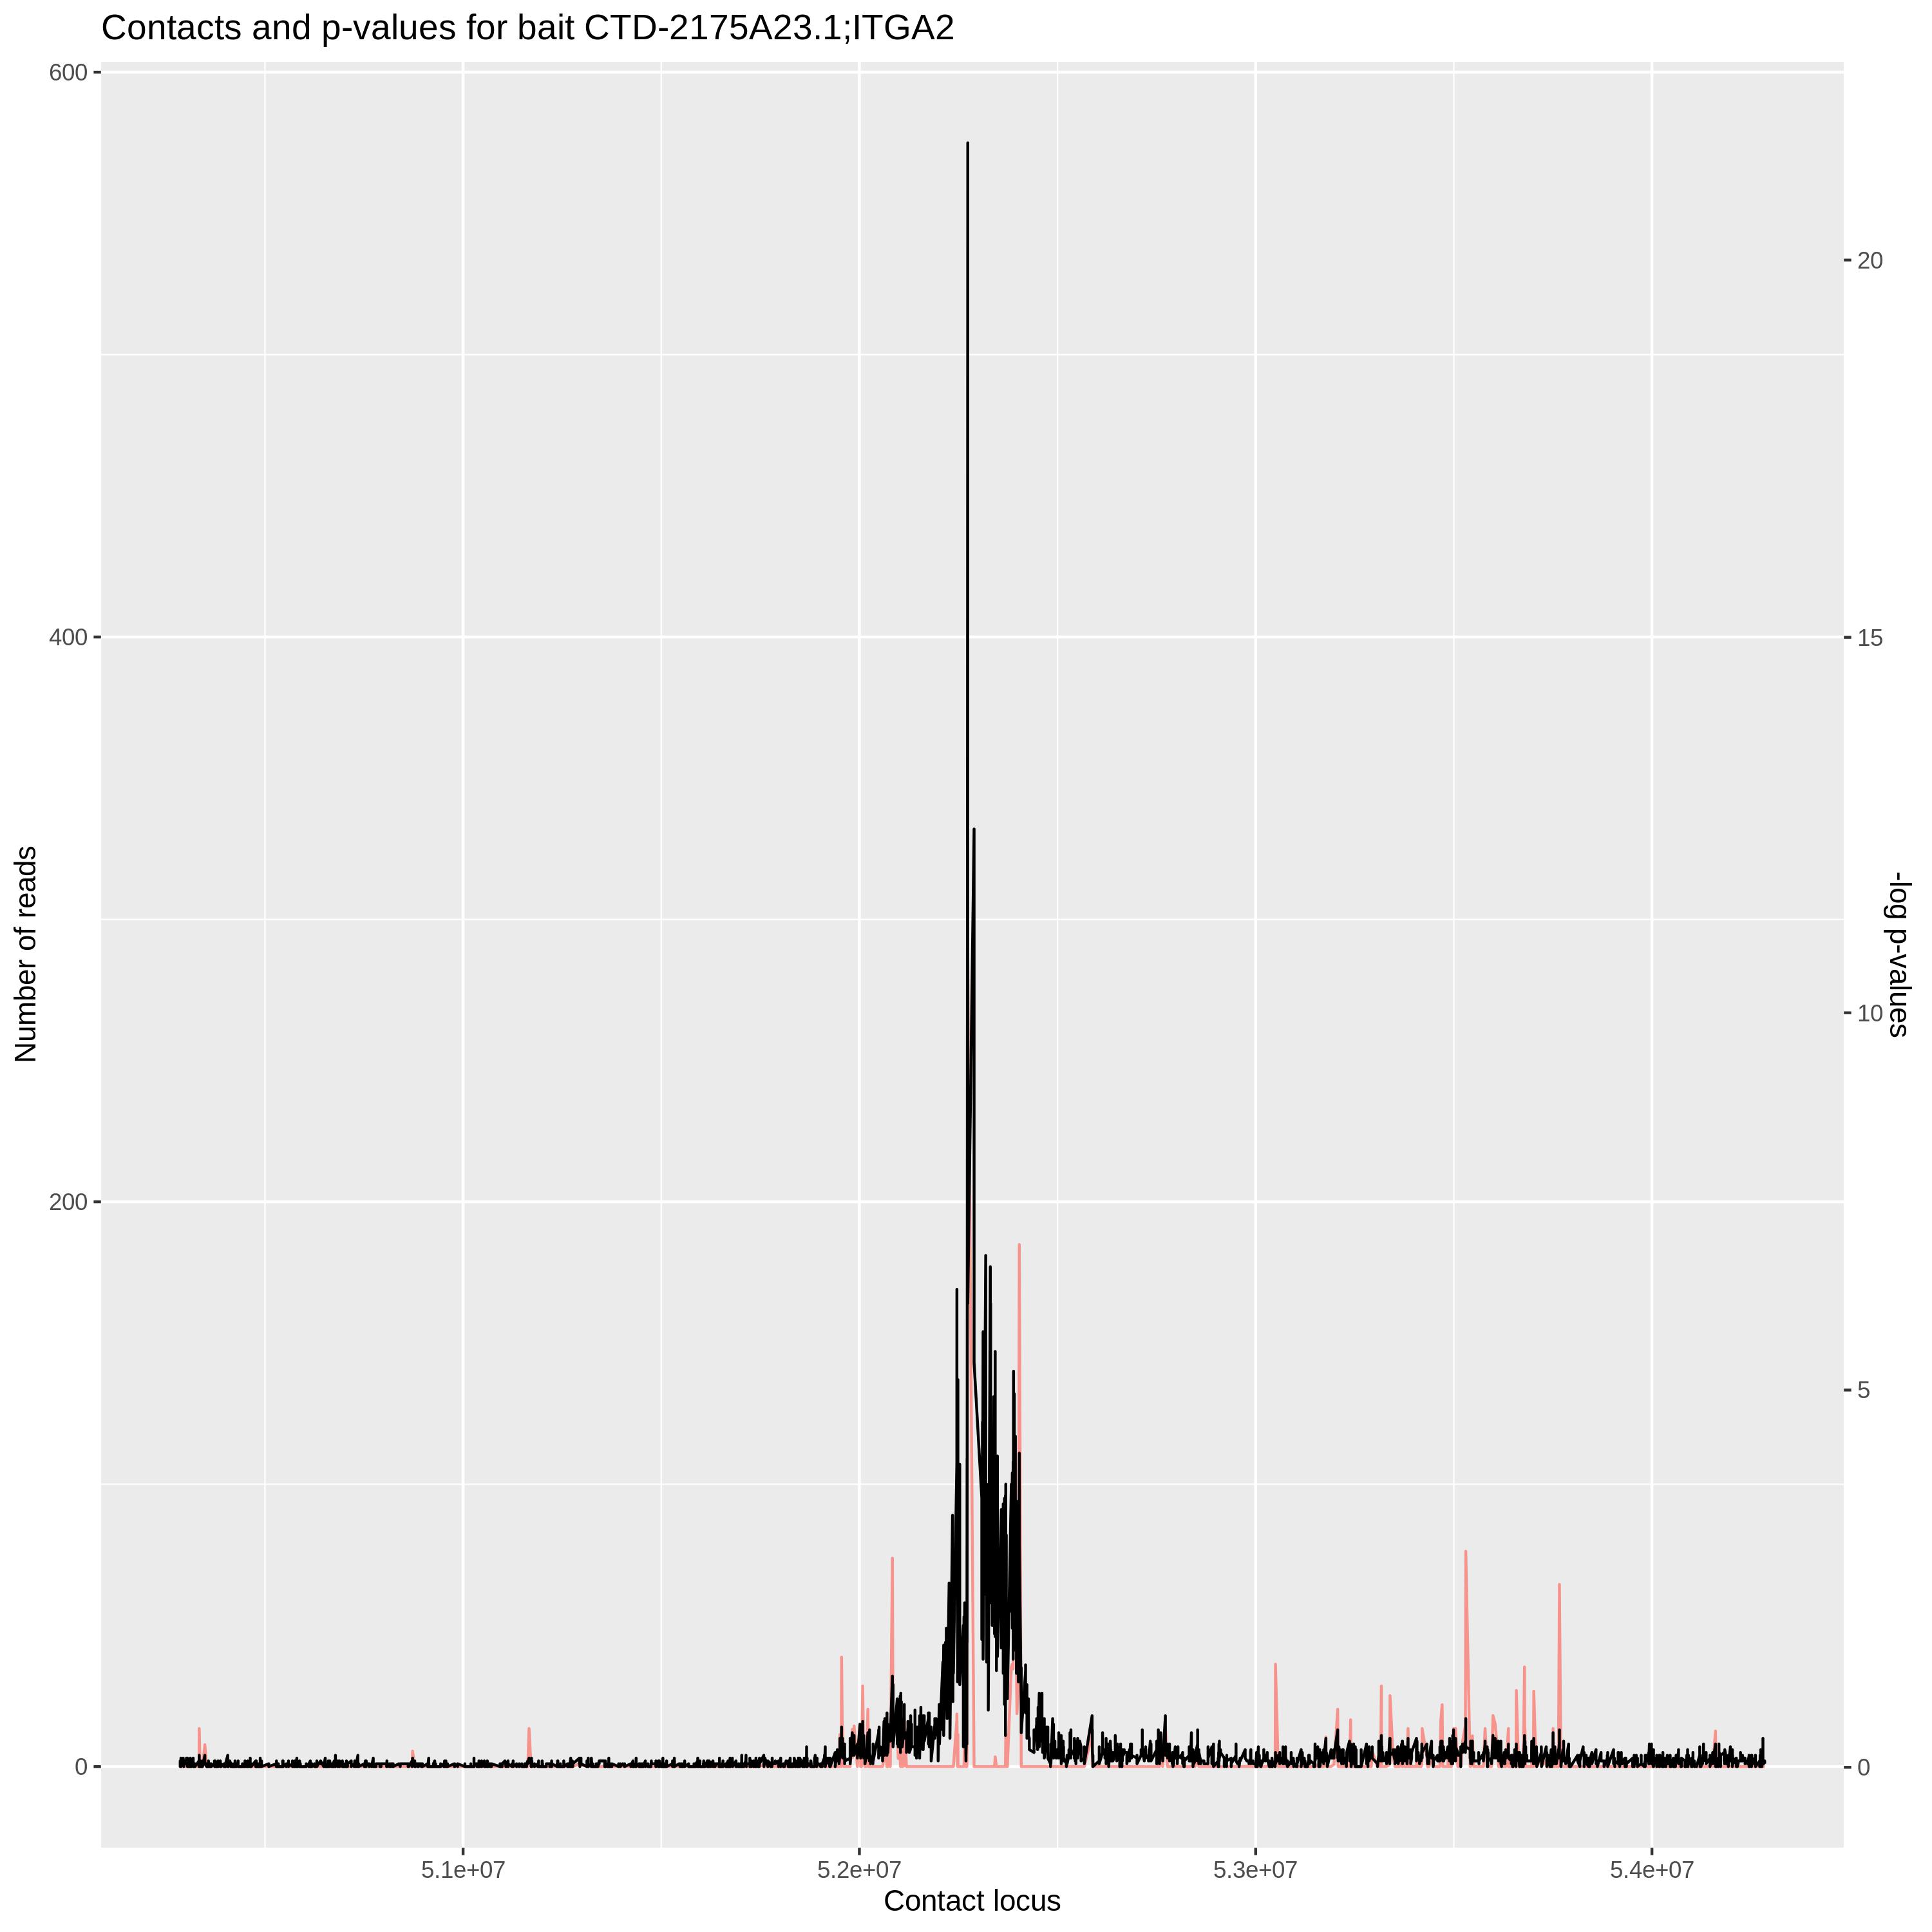 Contacts and p-values for bait CTD-2175A23.1;ITGA2
600
400
200
0
Number of reads
20
15
10
5
0
-log p-values
5.1e+07 5.2e+07 5.3e+07 5.4e+07
Contact locus